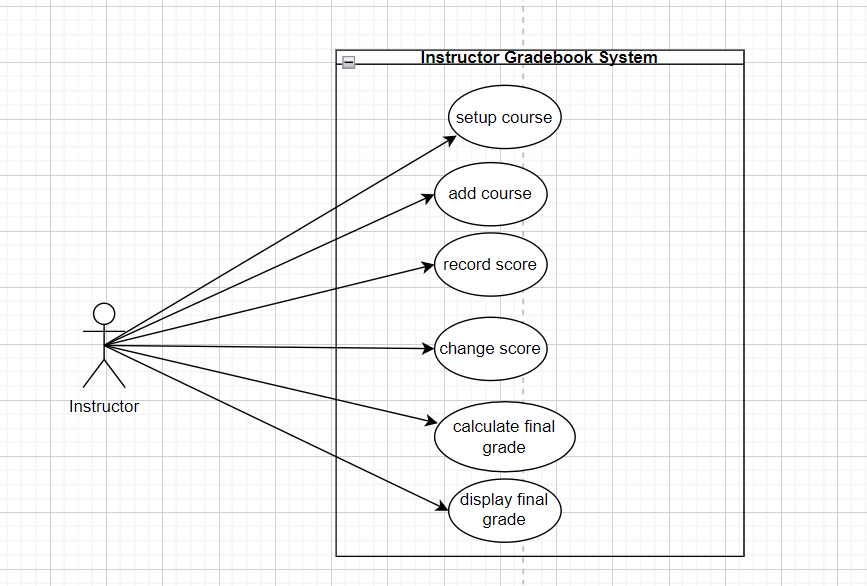 Instructor Gradebook System
setup course
add course
record score
change score
calculate final
grade
display final
grade
Instructor